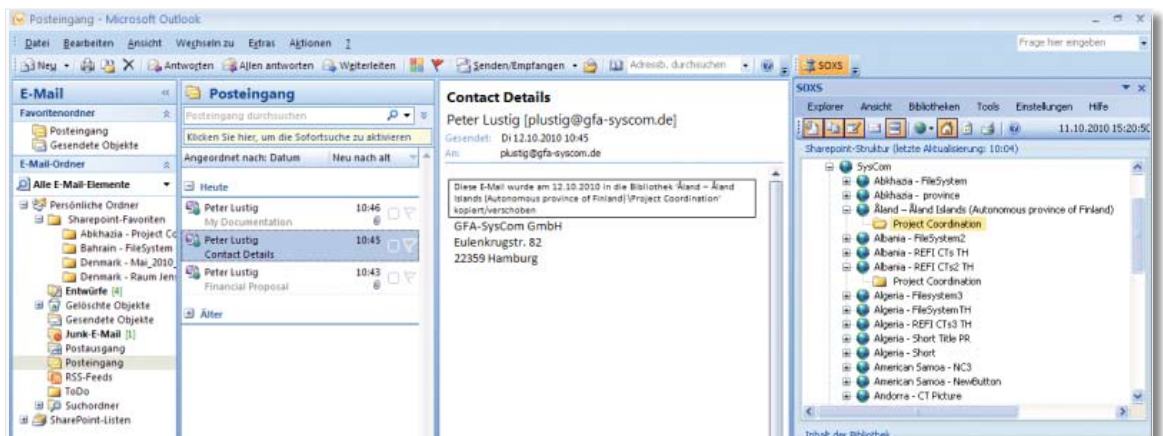 Posteingang - Microsoft Outlook
Datei Bearbeiten Ansicht Wechseln zu Extras Aktionen ?
Frage hier eingeben
Neu Antworten Allen antworten Weiterleiten Senden/Empfangen Adressb. durchsuchen
SOXS
E-Mail
Favoritenordner
Posteingang
Gesendete Objekte
E-Mail-Ordner
Alle E-Mail-Elemente
Persönliche Ordner
Sharepoint-Favoriten
Abkhazia - Project Co
Bahrain - FileSystem
Denmark - Mai_2010_
Denmark - Raum Jen
Entwürfe [4]
Gelöschte Objekte
Gesendete Objekte
Junk-E-Mail [1]
Postausgang
Posteingang
RSS-Feeds
ToDo
Suchordner
SharePoint-Listen
Posteingang
Posteingang durchsuchen
Klicken Sie hier, um die Sofortsuche zu aktivieren
Angeordnet nach: Datum Neu nach alt
Heute
Peter Lustig 10:46
My Documentation
Peter Lustig 10:45
Contact Details
Peter Lustig 10:43
Financial Proposal
Älter
Contact Details
Peter Lustig [plustig@gfa-syscom.de]
Gesendet: Di 12.10.2010 10:45
An: plustig@gfa-syscom.de
Diese E-Mail wurde am 12.10.2010 in die Bibliothek 'Åland – Åland
Islands (Autonomous province of Finland)\Project Coordination'
kopiert/verschoben
GFA-SysCom GmbH
Eulenkrugstr. 82
22359 Hamburg
SOXS
Explorer Ansicht Bibliotheken Tools Einstellungen Hilfe
11.10.2010 15:20:50
Sharepoint-Struktur (letzte Aktualisierung: 10:04)
SysCom
Abkhazia - FileSystem
Abkhazia - province
Åland – Åland Islands (Autonomous province of Finland)
Project Coordination
Albania - FileSystem2
Albania - REFI CTs TH
Albania - REFI CTs2 TH
Project Coordination
Algeria - Filesystem3
Algeria - FileSystemTH
Algeria - REFI CTs3 TH
Algeria - Short Title PR
Algeria - Short
American Samoa - NC3
American Samoa - NewButton
Andorra - CT Picture
Inhalt der Bibliothek